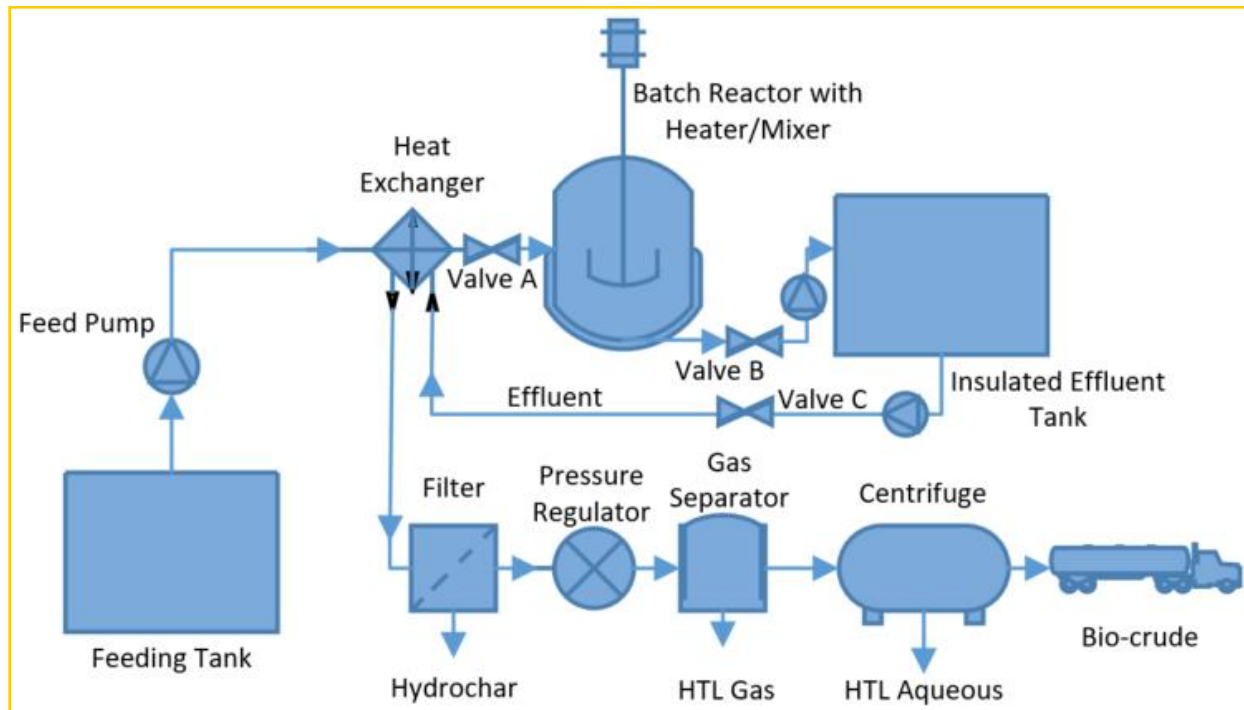 Batch Reactor with
Heater/Mixer
Heat
Exchanger
Valve A
Feed Pump
Valve B
Insulated Effluent
Tank
Effluent
Valve C
Filter
Pressure
Regulator
Gas
Separator
Centrifuge
Feeding Tank
Hydrochar
HTL Gas
HTL Aqueous
Bio-crude